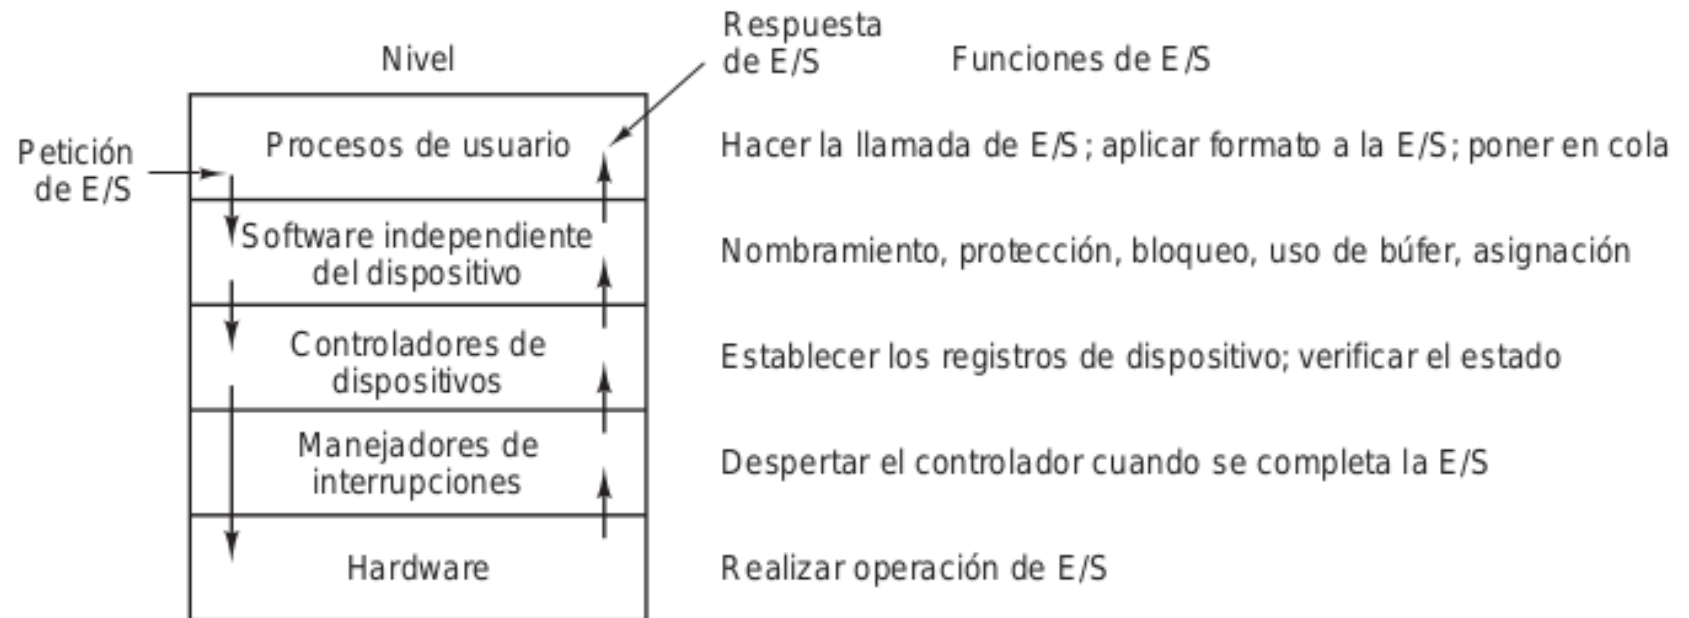 Nivel
Respuesta
de E/S
Funciones de E/S
Petición
de E/S
Procesos de usuario
Hacer la llamada de E/S; aplicar formato a la E/S; poner en cola
Software independiente
del dispositivo
Nombramiento, protección, bloqueo, uso de búfer, asignación
Controladores de
dispositivos
Establecer los registros de dispositivo; verificar el estado
Manejadores de
interrupciones
Despertar el controlador cuando se completa la E/S
Hardware
Realizar operación de E/S